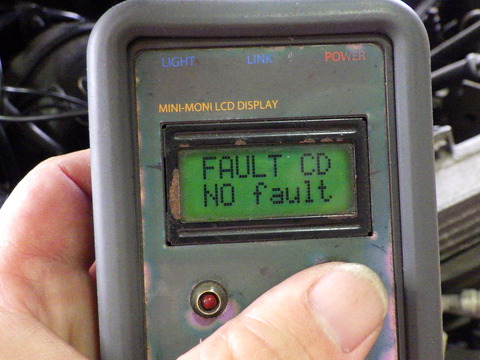 LIGHT LINK POWER
MINI-MONI LCD DISPLAY
FAULT CD
NO fault